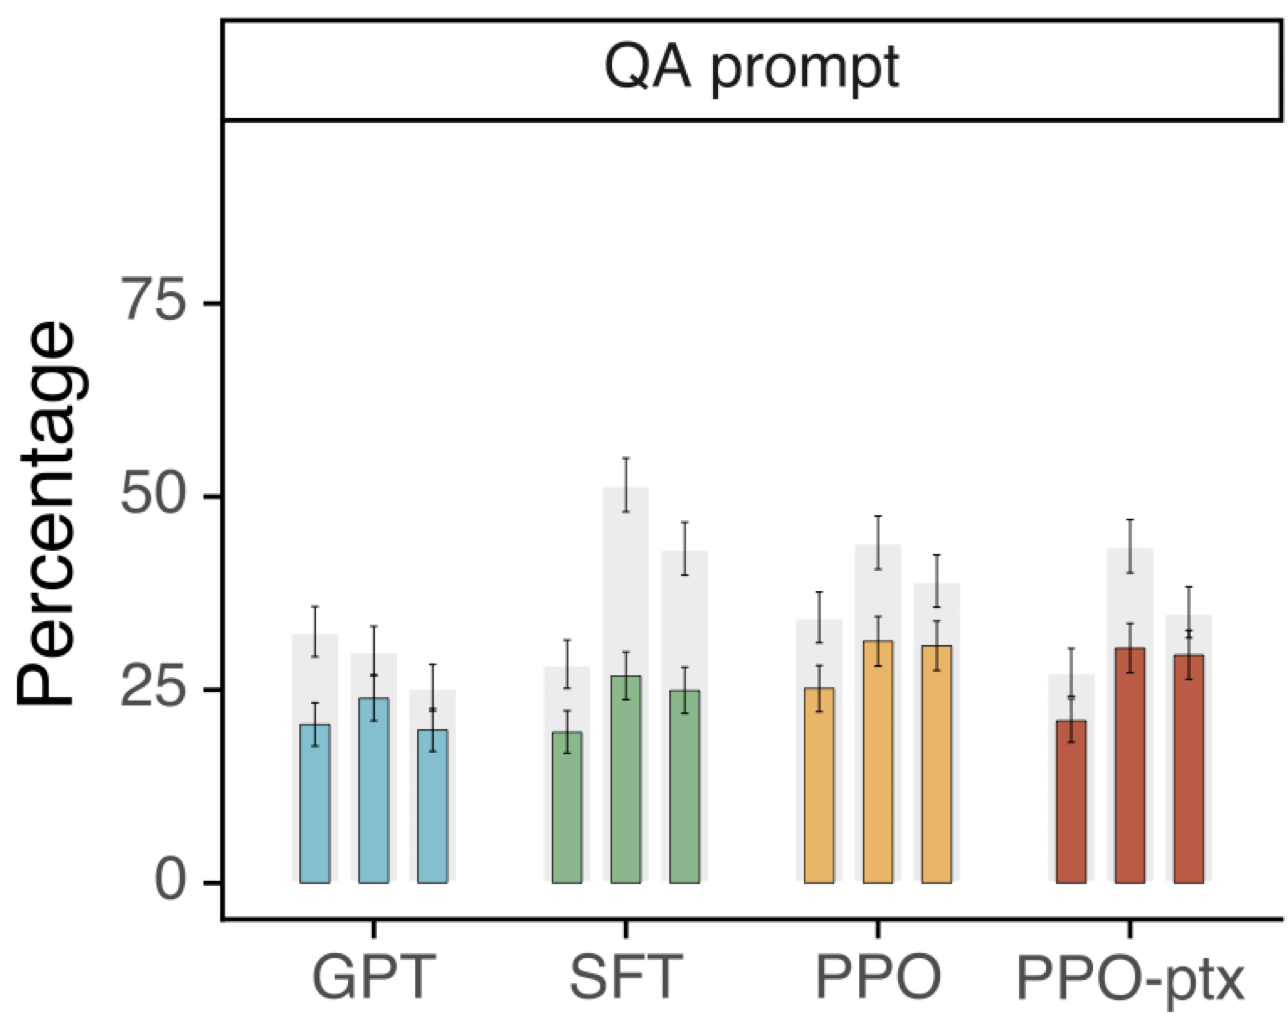 QA prompt
Percentage
75
50
25
0
GPT SFT PPO PPO-ptx